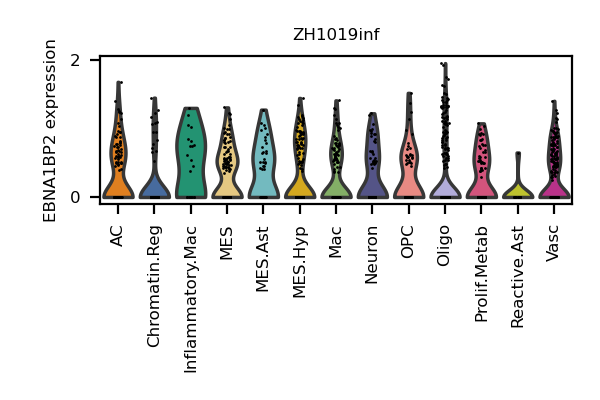 ZH1019inf
EBNA1BP2 expression
2
0
AC
Chromatin.Reg
Inflammatory.Mac
MES
MES.Ast
MES.Hyp
Mac
Neuron
OPC
Oligo
Prolif.Metab
Reactive.Ast
Vasc